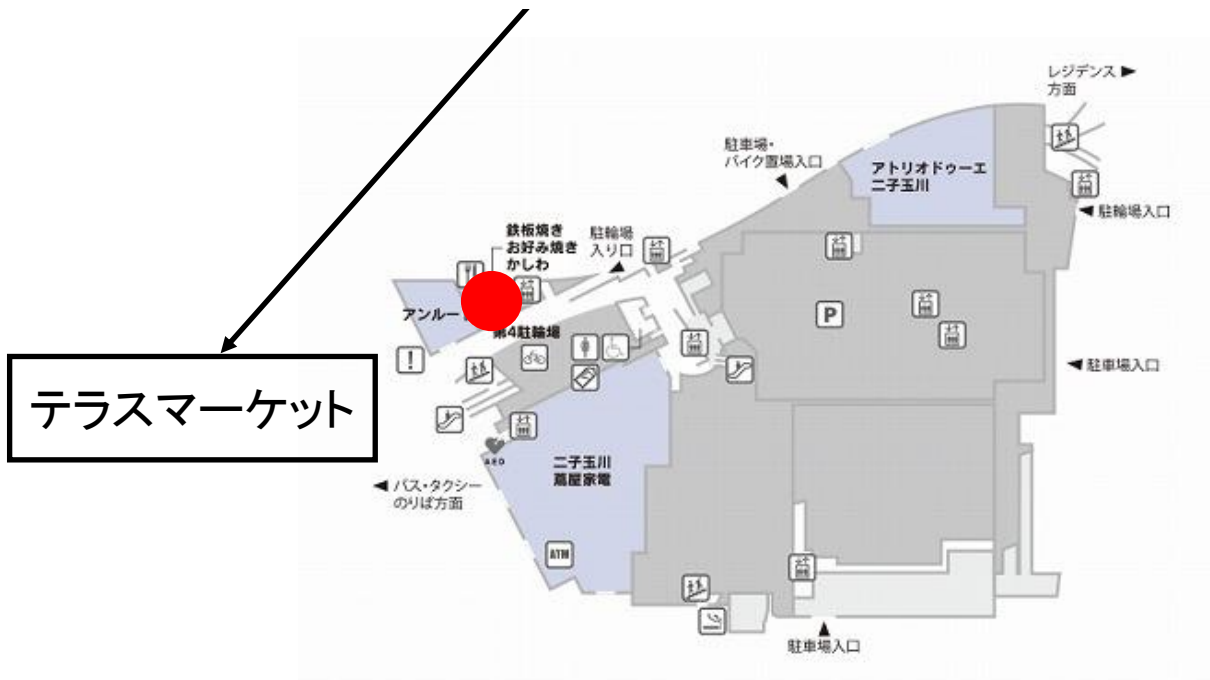 レジデンス ▶
方面
駐車場・
バイク置場入口
アトリオドゥーエ
二子玉川
◀ 駐輪場入口
鉄板焼き
お好み焼き
かしわ
駐輪場
入り口
アンルー
第4駐輪場
P
!
◀ 駐車場入口
テラスマーケット
AED
二子玉川
蔦屋家電
◀ バス・タクシー
のりば方面
ATM
駐車場入口